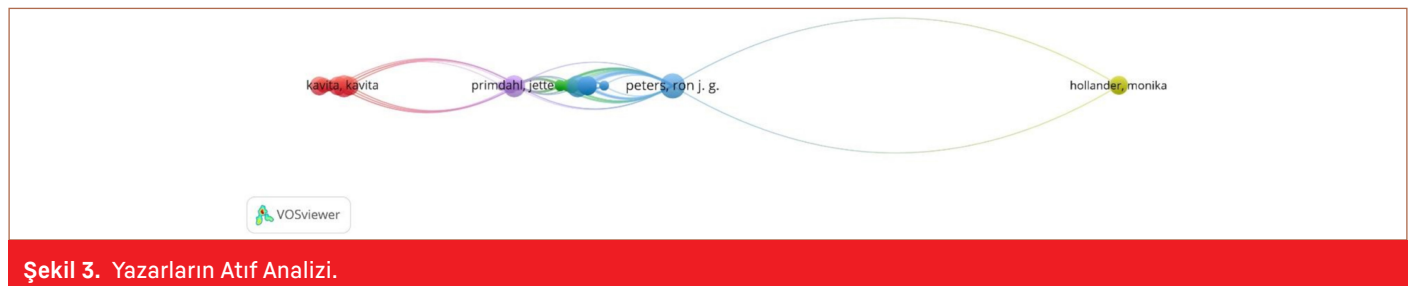 kavita, kavita
primdahl, jette
peters, ron j. g.
hollander, monika
VOSviewer
Şekil 3. Yazarların Atıf Analizi.